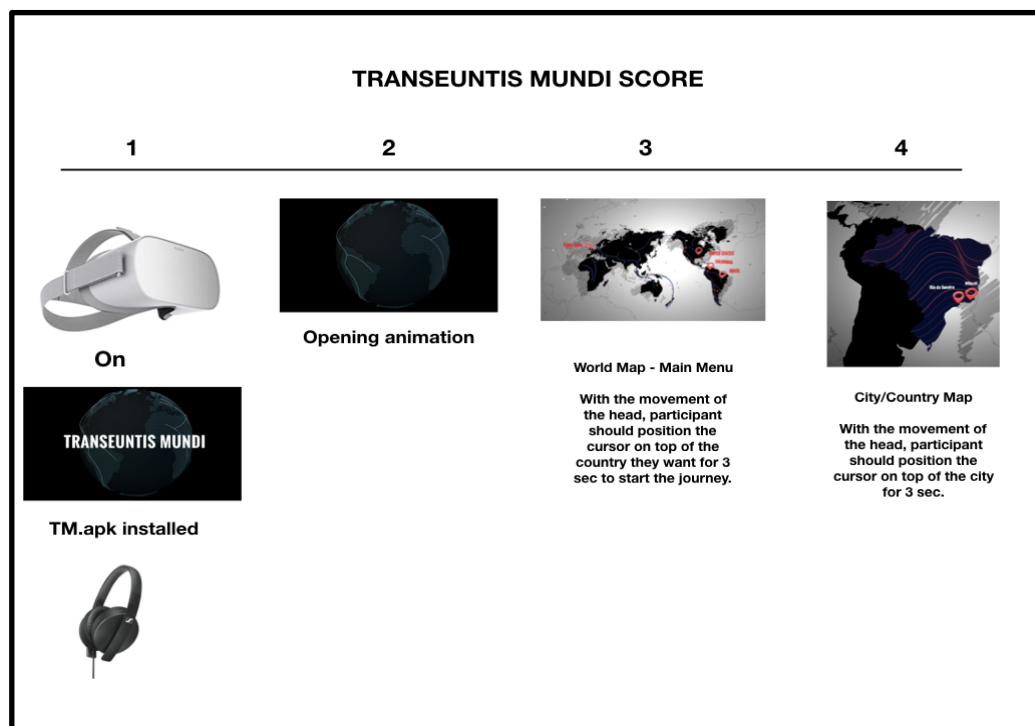 TRANSEUNTIS MUNDI SCORE
1
2
3
4
On
TRANSEUNTIS MUNDI
TM.apk installed
Opening animation
World Map - Main Menu
With the movement of
the head, participant
should position the
cursor on top of the
country they want for 3
sec to start the journey.
Rio de Janeiro
City/Country Map
With the movement of
the head, participant
should position the
cursor on top of the city
for 3 sec.